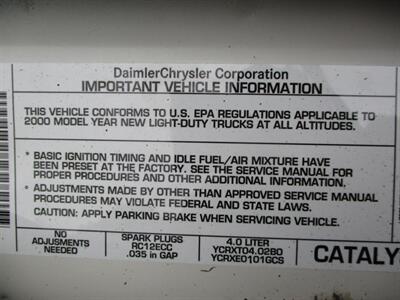 DaimlerChrysler Corporation
IMPORTANT VEHICLE INFORMATION
THIS VEHICLE CONFORMS TO U.S. EPA REGULATIONS APPLICABLE TO
2000 MODEL YEAR NEW LIGHT-DUTY TRUCKS AT ALL ALTITUDES.
• BASIC IGNITION TIMING AND IDLE FUEL/AIR MIXTURE HAVE
BEEN PRESET AT THE FACTORY. SEE THE SERVICE MANUAL FOR
PROPER PROCEDURES AND OTHER ADDITIONAL INFORMATION.
• ADJUSTMENTS MADE BY OTHER THAN APPROVED SERVICE MANUAL
PROCEDURES MAY VIOLATE FEDERAL AND STATE LAWS.
CAUTION: APPLY PARKING BRAKE WHEN SERVICING VEHICLE.
NO
ADJUSTMENTS
NEEDED
SPARK PLUGS
RC12ECC
.035 in GAP
4.0 LITER
YCRXT04.02B0
YCRXE0101GCS
CATALY